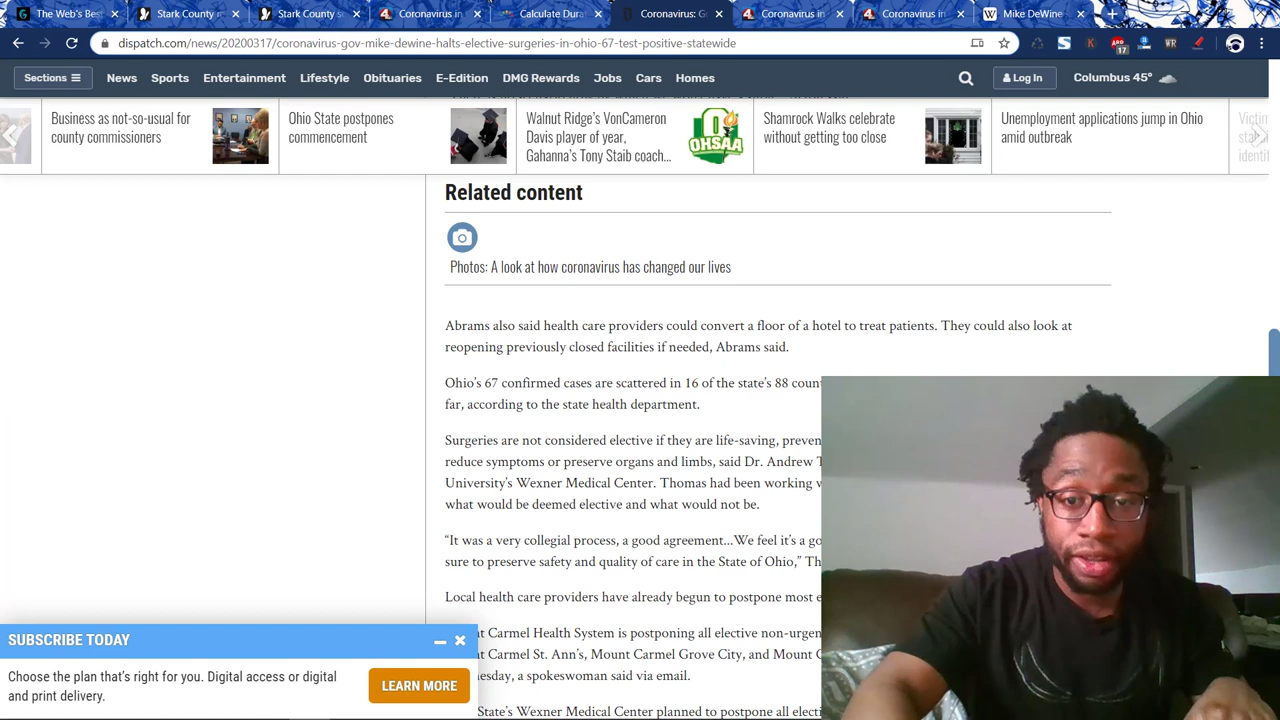 The Web's Bes
Stark County n
Stark County s
Coronavirus in
Calculate Dura
Coronavirus: G
Coronavirus in
Coronavirus in
Mike DeWine
dispatch.com/news/20200317/coronavirus-gov-mike-dewine-halts-elective-surgeries-in-ohio-67-test-positive-statewide
17
WR
Sections
News
Sports
Entertainment
Lifestyle
Obituaries
E-Edition
DMG Rewards
Jobs
Cars
Homes
Log In
Columbus 45°
Business as not-so-usual for
county commissioners
Ohio State postpones
commencement
Walnut Ridge's VonCameron
Davis player of year,
Gahanna's Tony Staib coach...
OHSAA
Shamrock Walks celebrate
without getting too close
Unemployment applications jump in Ohio
amid outbreak
Related content
Photos: A look at how coronavirus has changed our lives
Abrams also said health care providers could convert a floor of a hotel to treat patients. They could also look at
reopening previously closed facilities if needed, Abrams said.
Ohio's 67 confirmed cases are scattered in 16 of the state's 88 coun
far, according to the state health department.
Surgeries are not considered elective if they are life-saving, preven
reduce symptoms or preserve organs and limbs, said Dr. Andrew T
University's Wexner Medical Center. Thomas had been working w
what would be deemed elective and what would not be.
"It was a very collegial process, a good agreement...We feel it's a go
sure to preserve safety and quality of care in the State of Ohio," Th
Local health care providers have already begun to postpone most e
nt Carmel Health System is postponing all elective non-urgen
nt Carmel St. Ann's, Mount Carmel Grove City, and Mount C
nesday, a spokeswoman said via email.
State's Wexner Medical Center planned to postpone all electi
SUBSCRIBE TODAY
Choose the plan that's right for you. Digital access or digital
and print delivery.
LEARN MORE